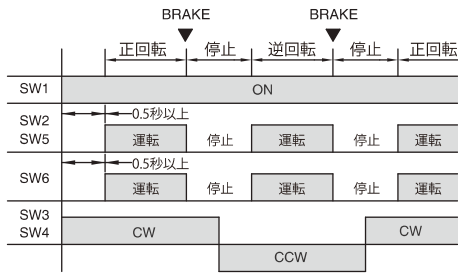 BRAKE BRAKE
正回転 停止 逆回転 停止 正回転
SW1 ON
0.5秒以上
SW2
SW5 運転 停止 運転 停止 運転
0.5秒以上
SW6 運転 停止 運転 停止 運転
SW3
SW4 CW CCW CW